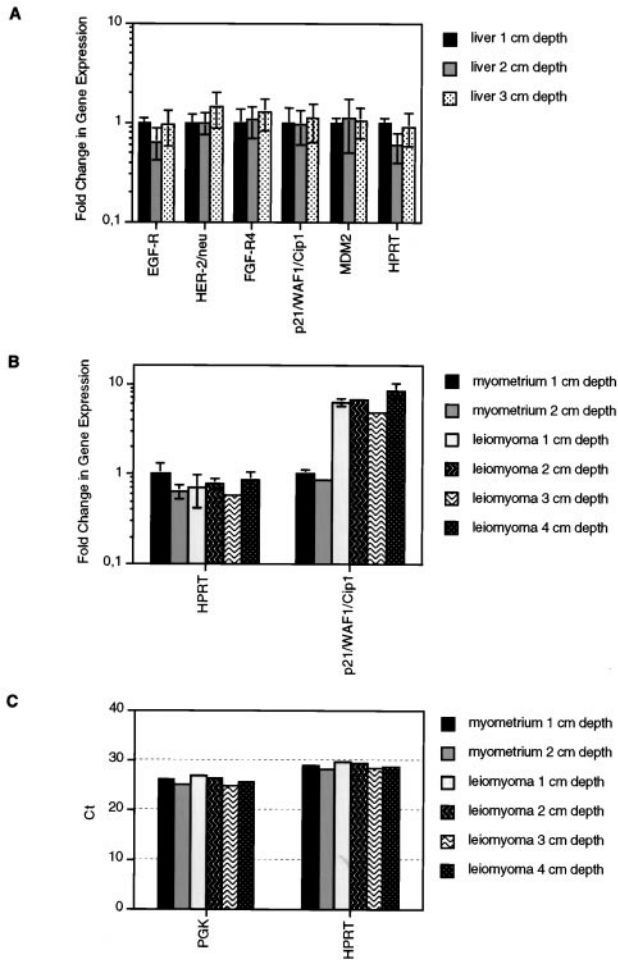 A
Fold Change in Gene Expression
10
1
0,1
EGF-R
HER-2/neu
FGF-R4
p21/WAF1/Cip1
MDM2
HPRT
liver 1 cm depth
liver 2 cm depth
liver 3 cm depth
B
Fold Change in Gene Expression
10
1
0,1
HPRT
p21/WAF1/Cip1
myometrium 1 cm depth
myometrium 2 cm depth
leiomyoma 1 cm depth
leiomyoma 2 cm depth
leiomyoma 3 cm depth
leiomyoma 4 cm depth
C
Ct
40
30
20
10
0
PGK
HPRT
myometrium 1 cm depth
myometrium 2 cm depth
leiomyoma 1 cm depth
leiomyoma 2 cm depth
leiomyoma 3 cm depth
leiomyoma 4 cm depth